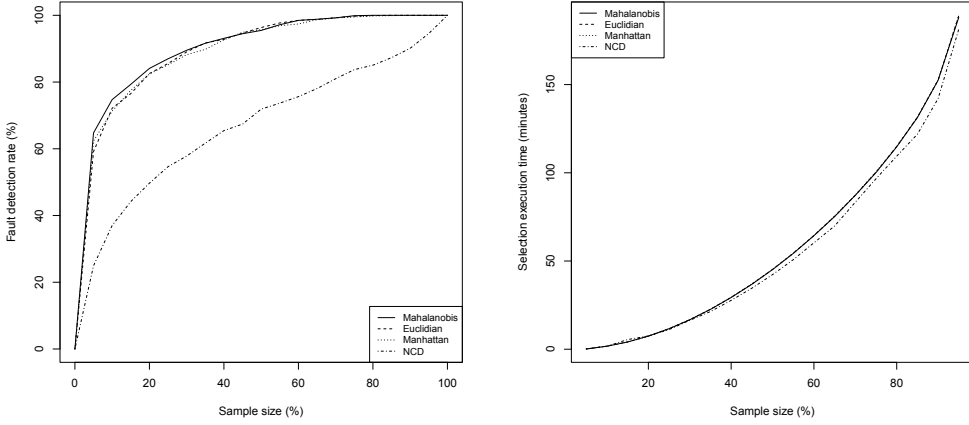 Fault detection rate (%)
100
80
60
40
20
0
Mahalanobis
Euclidian
Manhattan
NCD
0 20 40 60 80 100
Sample size (%)
Selection execution time (minutes)
150
100
50
0
Mahalanobis
Euclidian
Manhattan
NCD
20 40 60 80
Sample size (%)